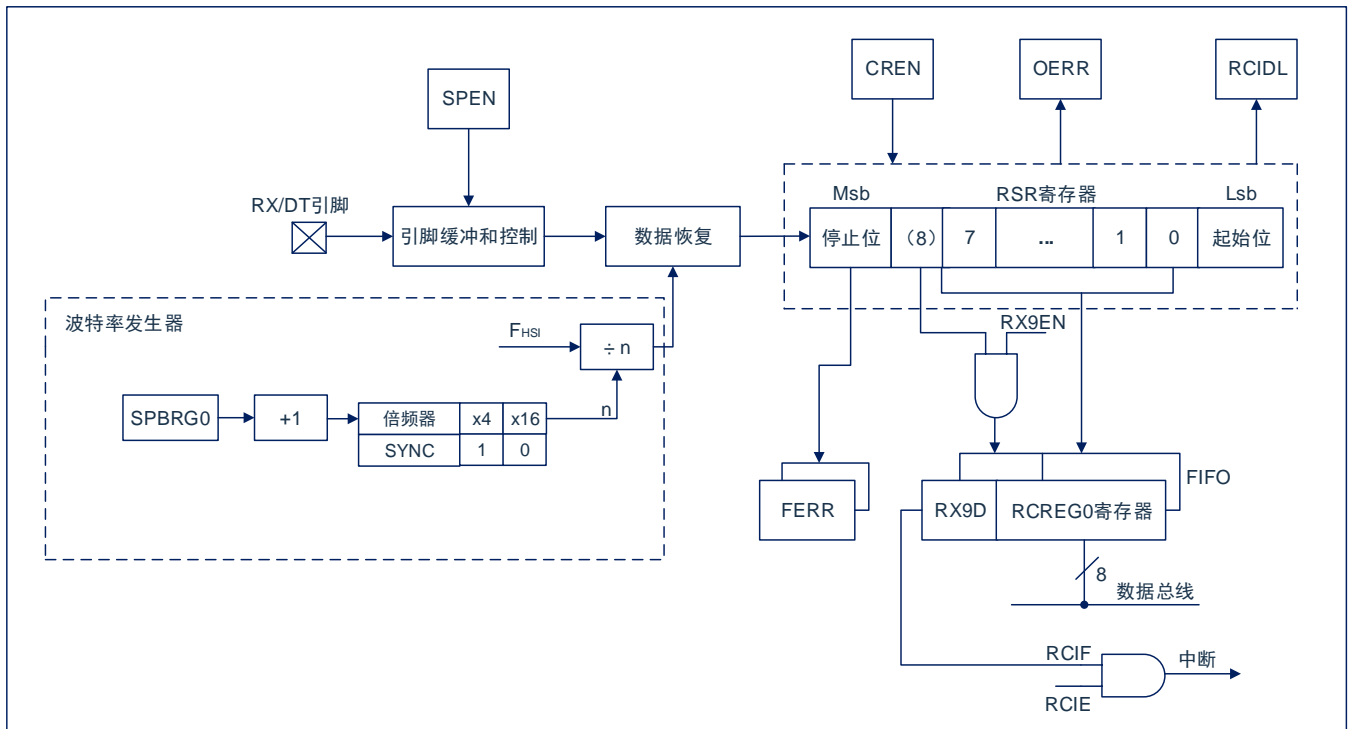 CREN
OERR
RCIDL
SPEN
Msb
RSR寄存器
Lsb
RX/DT引脚
引脚缓冲和控制
数据恢复
停止位
（8）
7
...
1
0
起始位
波特率发生器
FHSI
÷ n
RX9EN
SPBRG0
+1
倍频器
x4
x16
n
SYNC
1
0
FERR
RX9D
RCREG0寄存器
FIFO
8
数据总线
RCIF
中断
RCIE